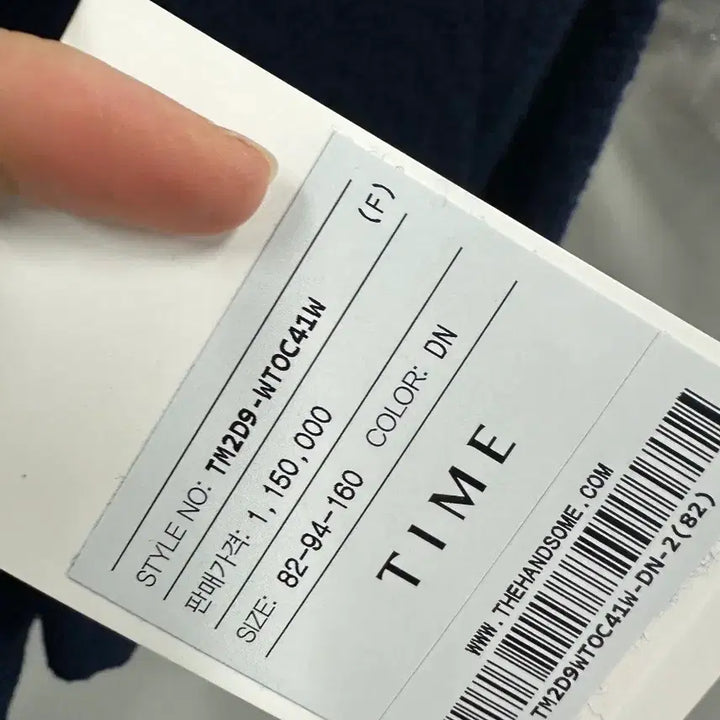 (F)
STYLE NO: TM2D9-WTOC41W
판매가격: 1,150,000
SIZE: 82-94-160 COLOR: DN
TIME
WWW.THEHANDSOME.COM
TM2D9WTOC41W-DN-2(82)